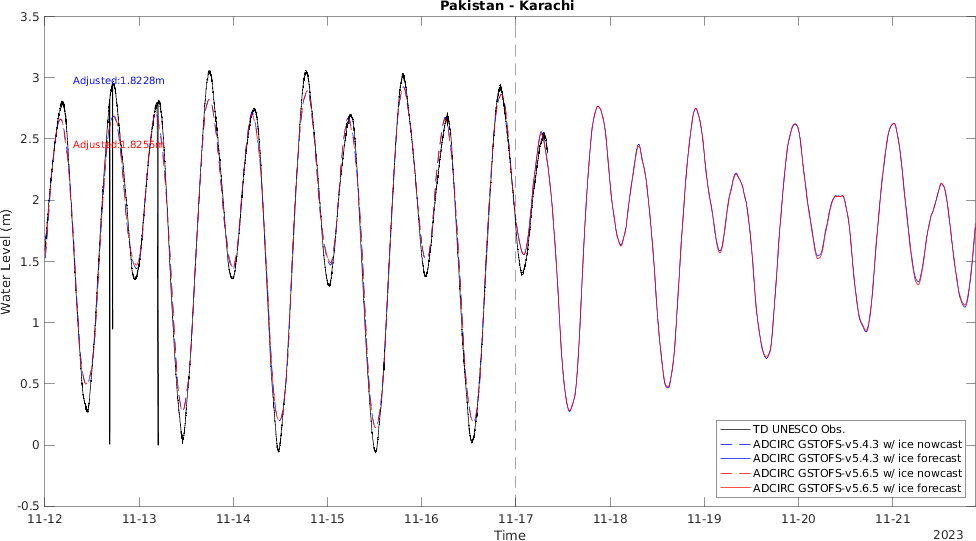 Pakistan - Karachi
3.5
3
2.5
2
1.5
1
0.5
0
-0.5
Water Level (m)
Adjusted:1.8228m
Adjusted:1.8255m
TD UNESCO Obs.
ADCIRC GSTOFS-v5.4.3 w/ ice nowcast
ADCIRC GSTOFS-v5.4.3 w/ ice forecast
ADCIRC GSTOFS-v5.6.5 w/ ice nowcast
ADCIRC GSTOFS-v5.6.5 w/ ice forecast
11-12 11-13 11-14 11-15 11-16 11-17 11-18 11-19 11-20 11-21
Time
2023